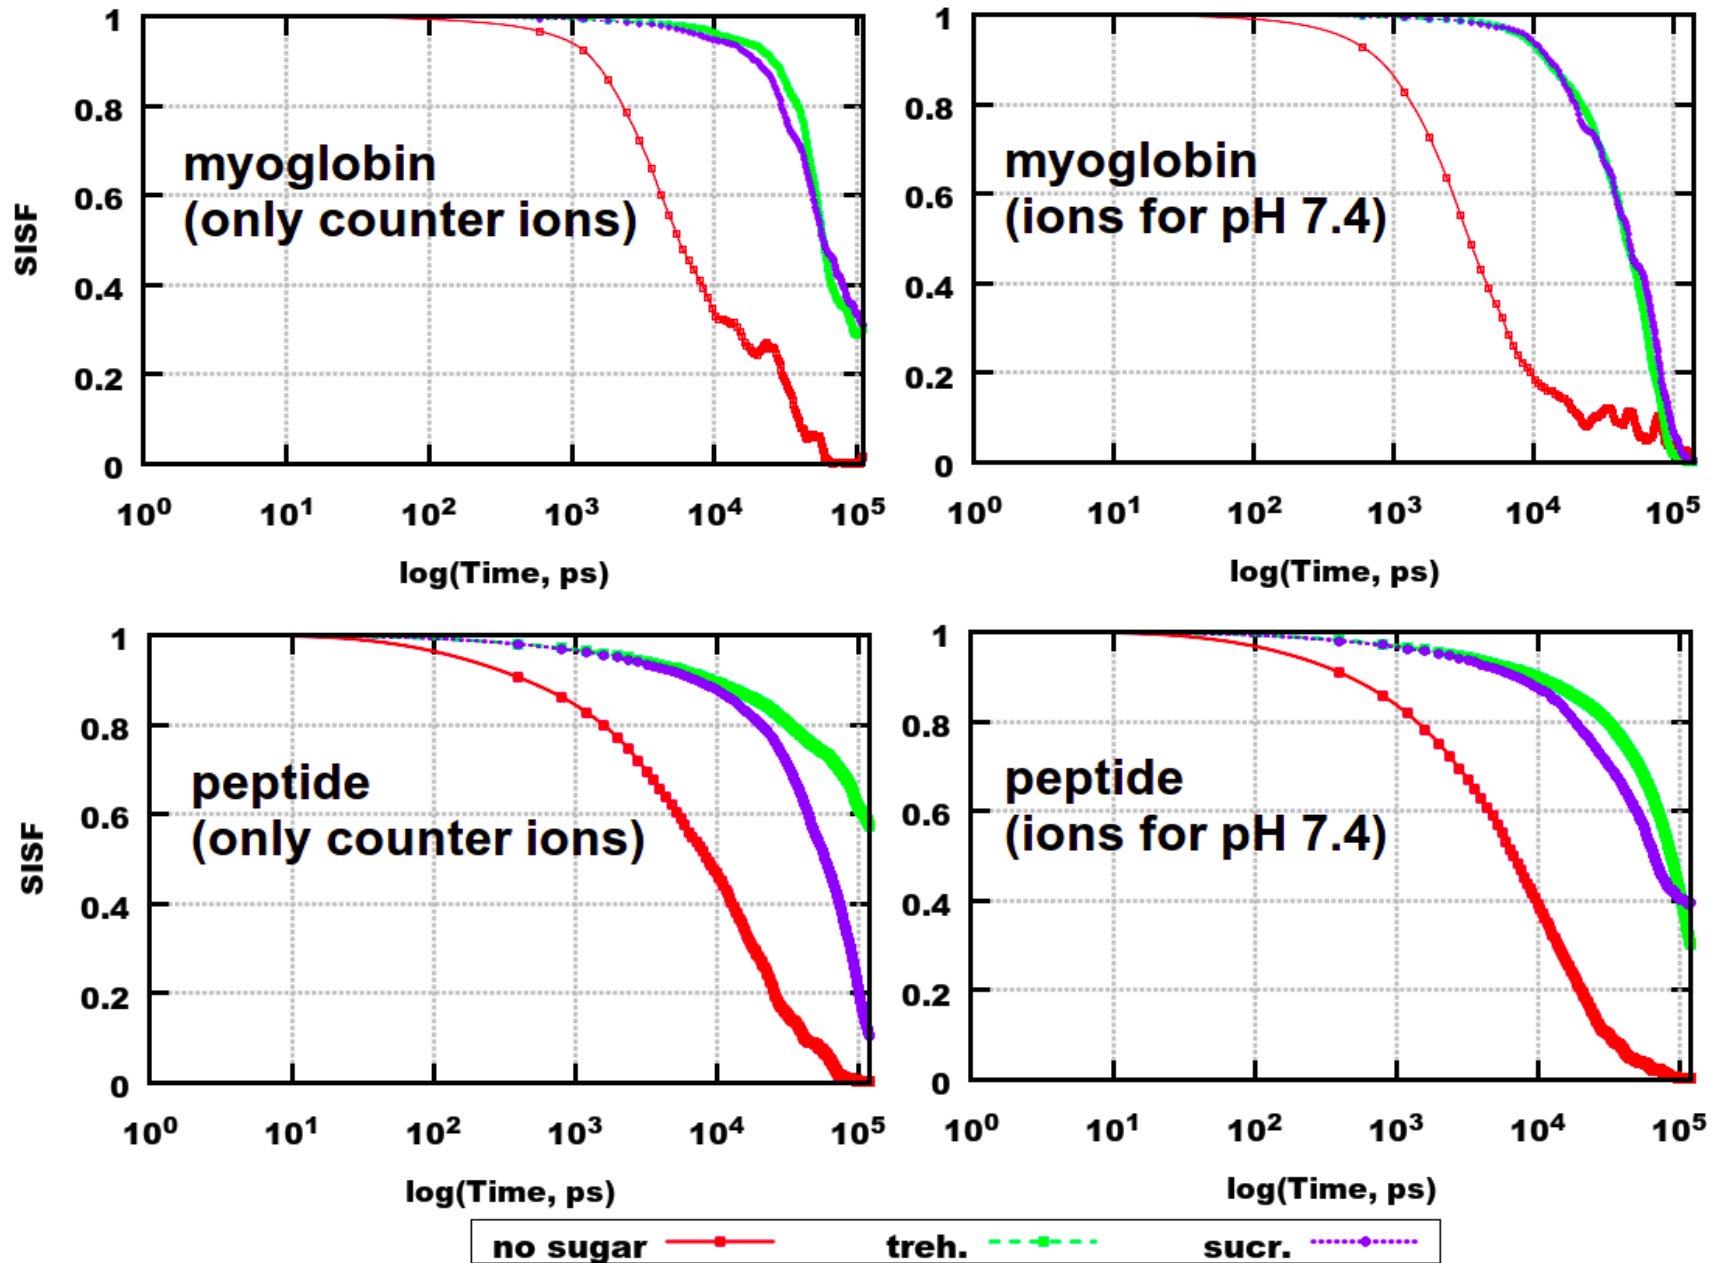 1
0.8
0.6
0.4
0.2
0
SISF
myoglobin
(only counter ions)
10⁰ 10¹ 10² 10³ 10⁴ 10⁵
log(Time, ps)
1
0.8
0.6
0.4
0.2
0
myoglobin
(ions for pH 7.4)
10⁰ 10¹ 10² 10³ 10⁴ 10⁵
log(Time, ps)
1
0.8
0.6
0.4
0.2
0
SISF
peptide
(only counter ions)
10⁰ 10¹ 10² 10³ 10⁴ 10⁵
log(Time, ps)
1
0.8
0.6
0.4
0.2
0
peptide
(ions for pH 7.4)
10⁰ 10¹ 10² 10³ 10⁴ 10⁵
log(Time, ps)
no sugar treh. sucr.